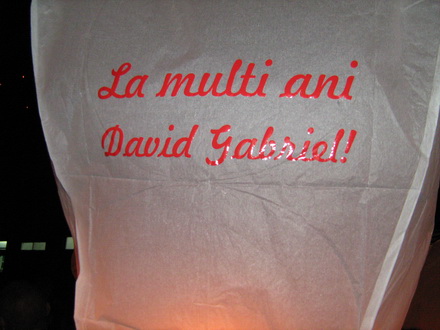 La multi ani
David Gabriel!